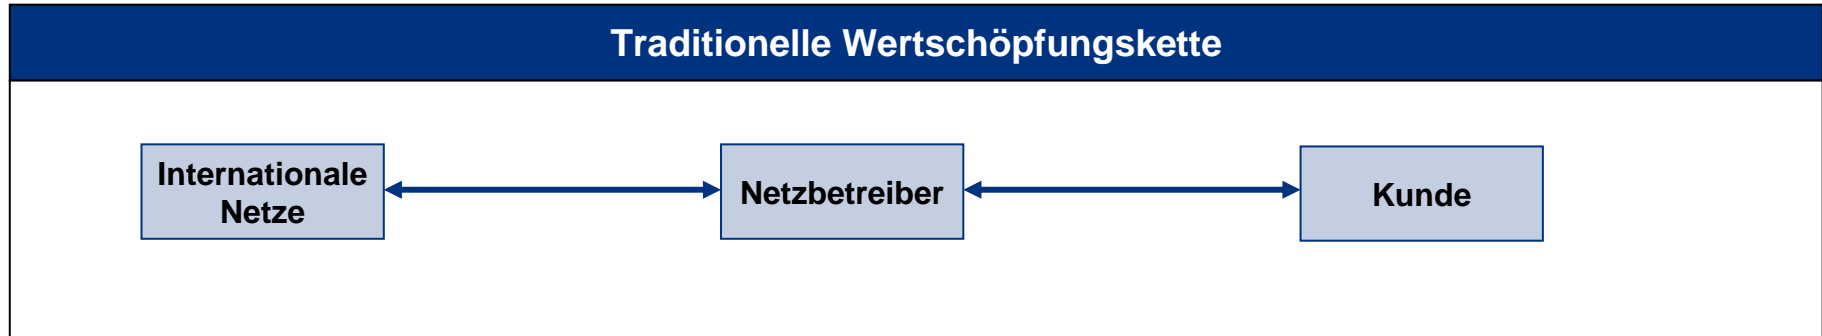 Traditionelle Wertschöpfungskette
Internationale
Netze
Netzbetreiber
Kunde